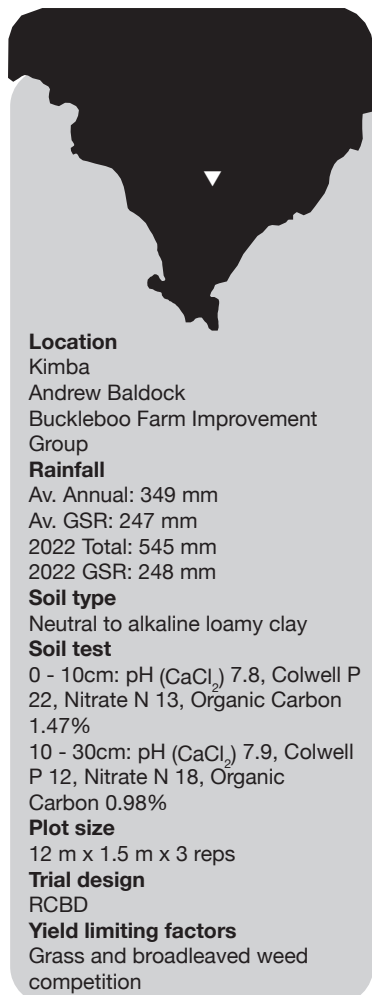 Location
Kimba
Andrew Baldock
Buckleboo Farm Improvement
Group
Rainfall
Av. Annual: 349 mm
Av. GSR: 247 mm
2022 Total: 545 mm
2022 GSR: 248 mm
Soil type
Neutral to alkaline loamy clay
Soil test
0 - 10cm: pH (CaCl₂) 7.8, Colwell P
22, Nitrate N 13, Organic Carbon
1.47%
10 - 30cm: pH (CaCl₂) 7.9, Colwell
P 12, Nitrate N 18, Organic
Carbon 0.98%
Plot size
12 m x 1.5 m x 3 reps
Trial design
RCBD
Yield limiting factors
Grass and broadleaved weed
competition